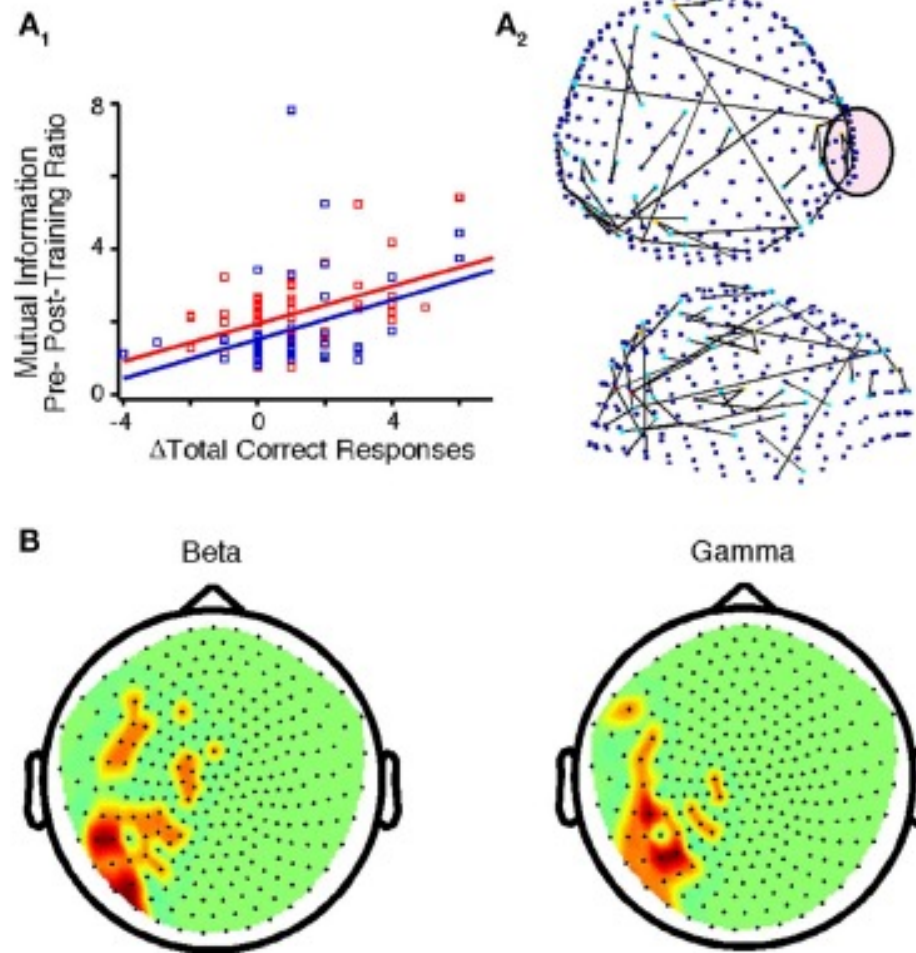 A1
A2
Mutual Information
Pre- Post-Training Ratio
8
4
0
-4
0
4
ΔTotal Correct Responses
B
Beta
Gamma